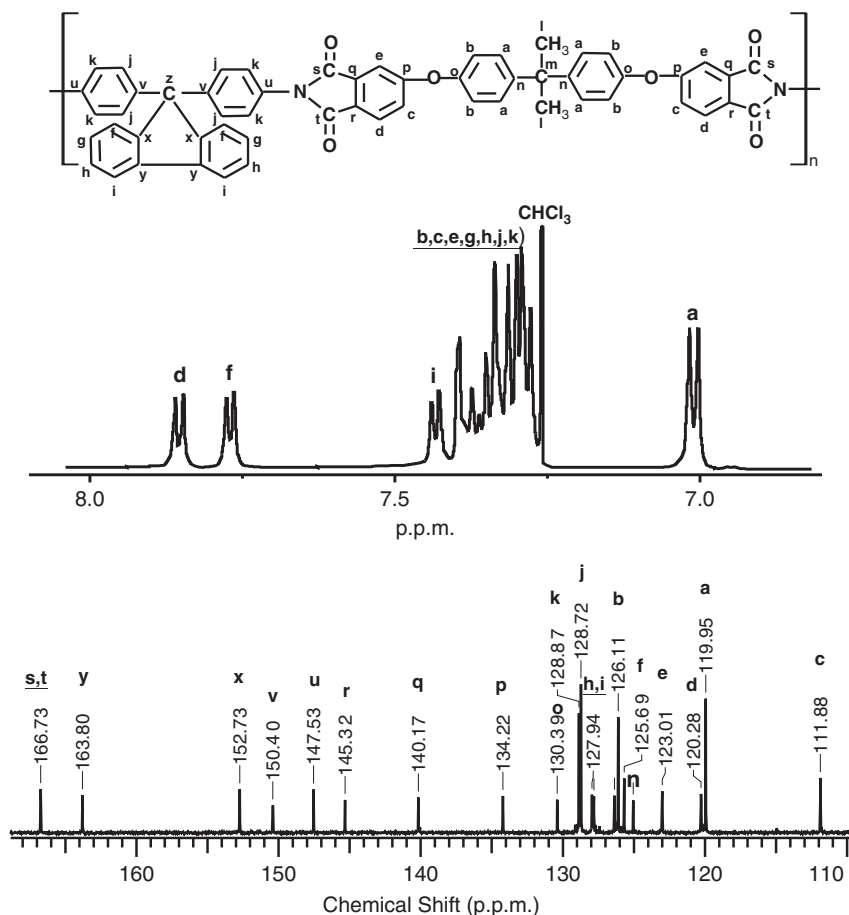 l
O O
k j j k s q e b a CH3 a b e q s
u v z v u p o m o p
C N O n n O N
k j j k t r d c b a CH3 a b c d r t
l
O O
f f
g x x g
h y y h
i i
n
CHCl3
b,c,e,g,h,j,k)
a
d f i
8.0 7.5 7.0
p.p.m.
j
k b a
s,t y x v u r q p o h,i f n e d c
166.73 163.80 152.73 150.40 147.53 145.32 140.17 134.22 130.39 128.87 128.72 127.94 126.11 125.69 123.01 120.28 119.95 111.88
160 150 140 130 120 110
Chemical Shift (p.p.m.)